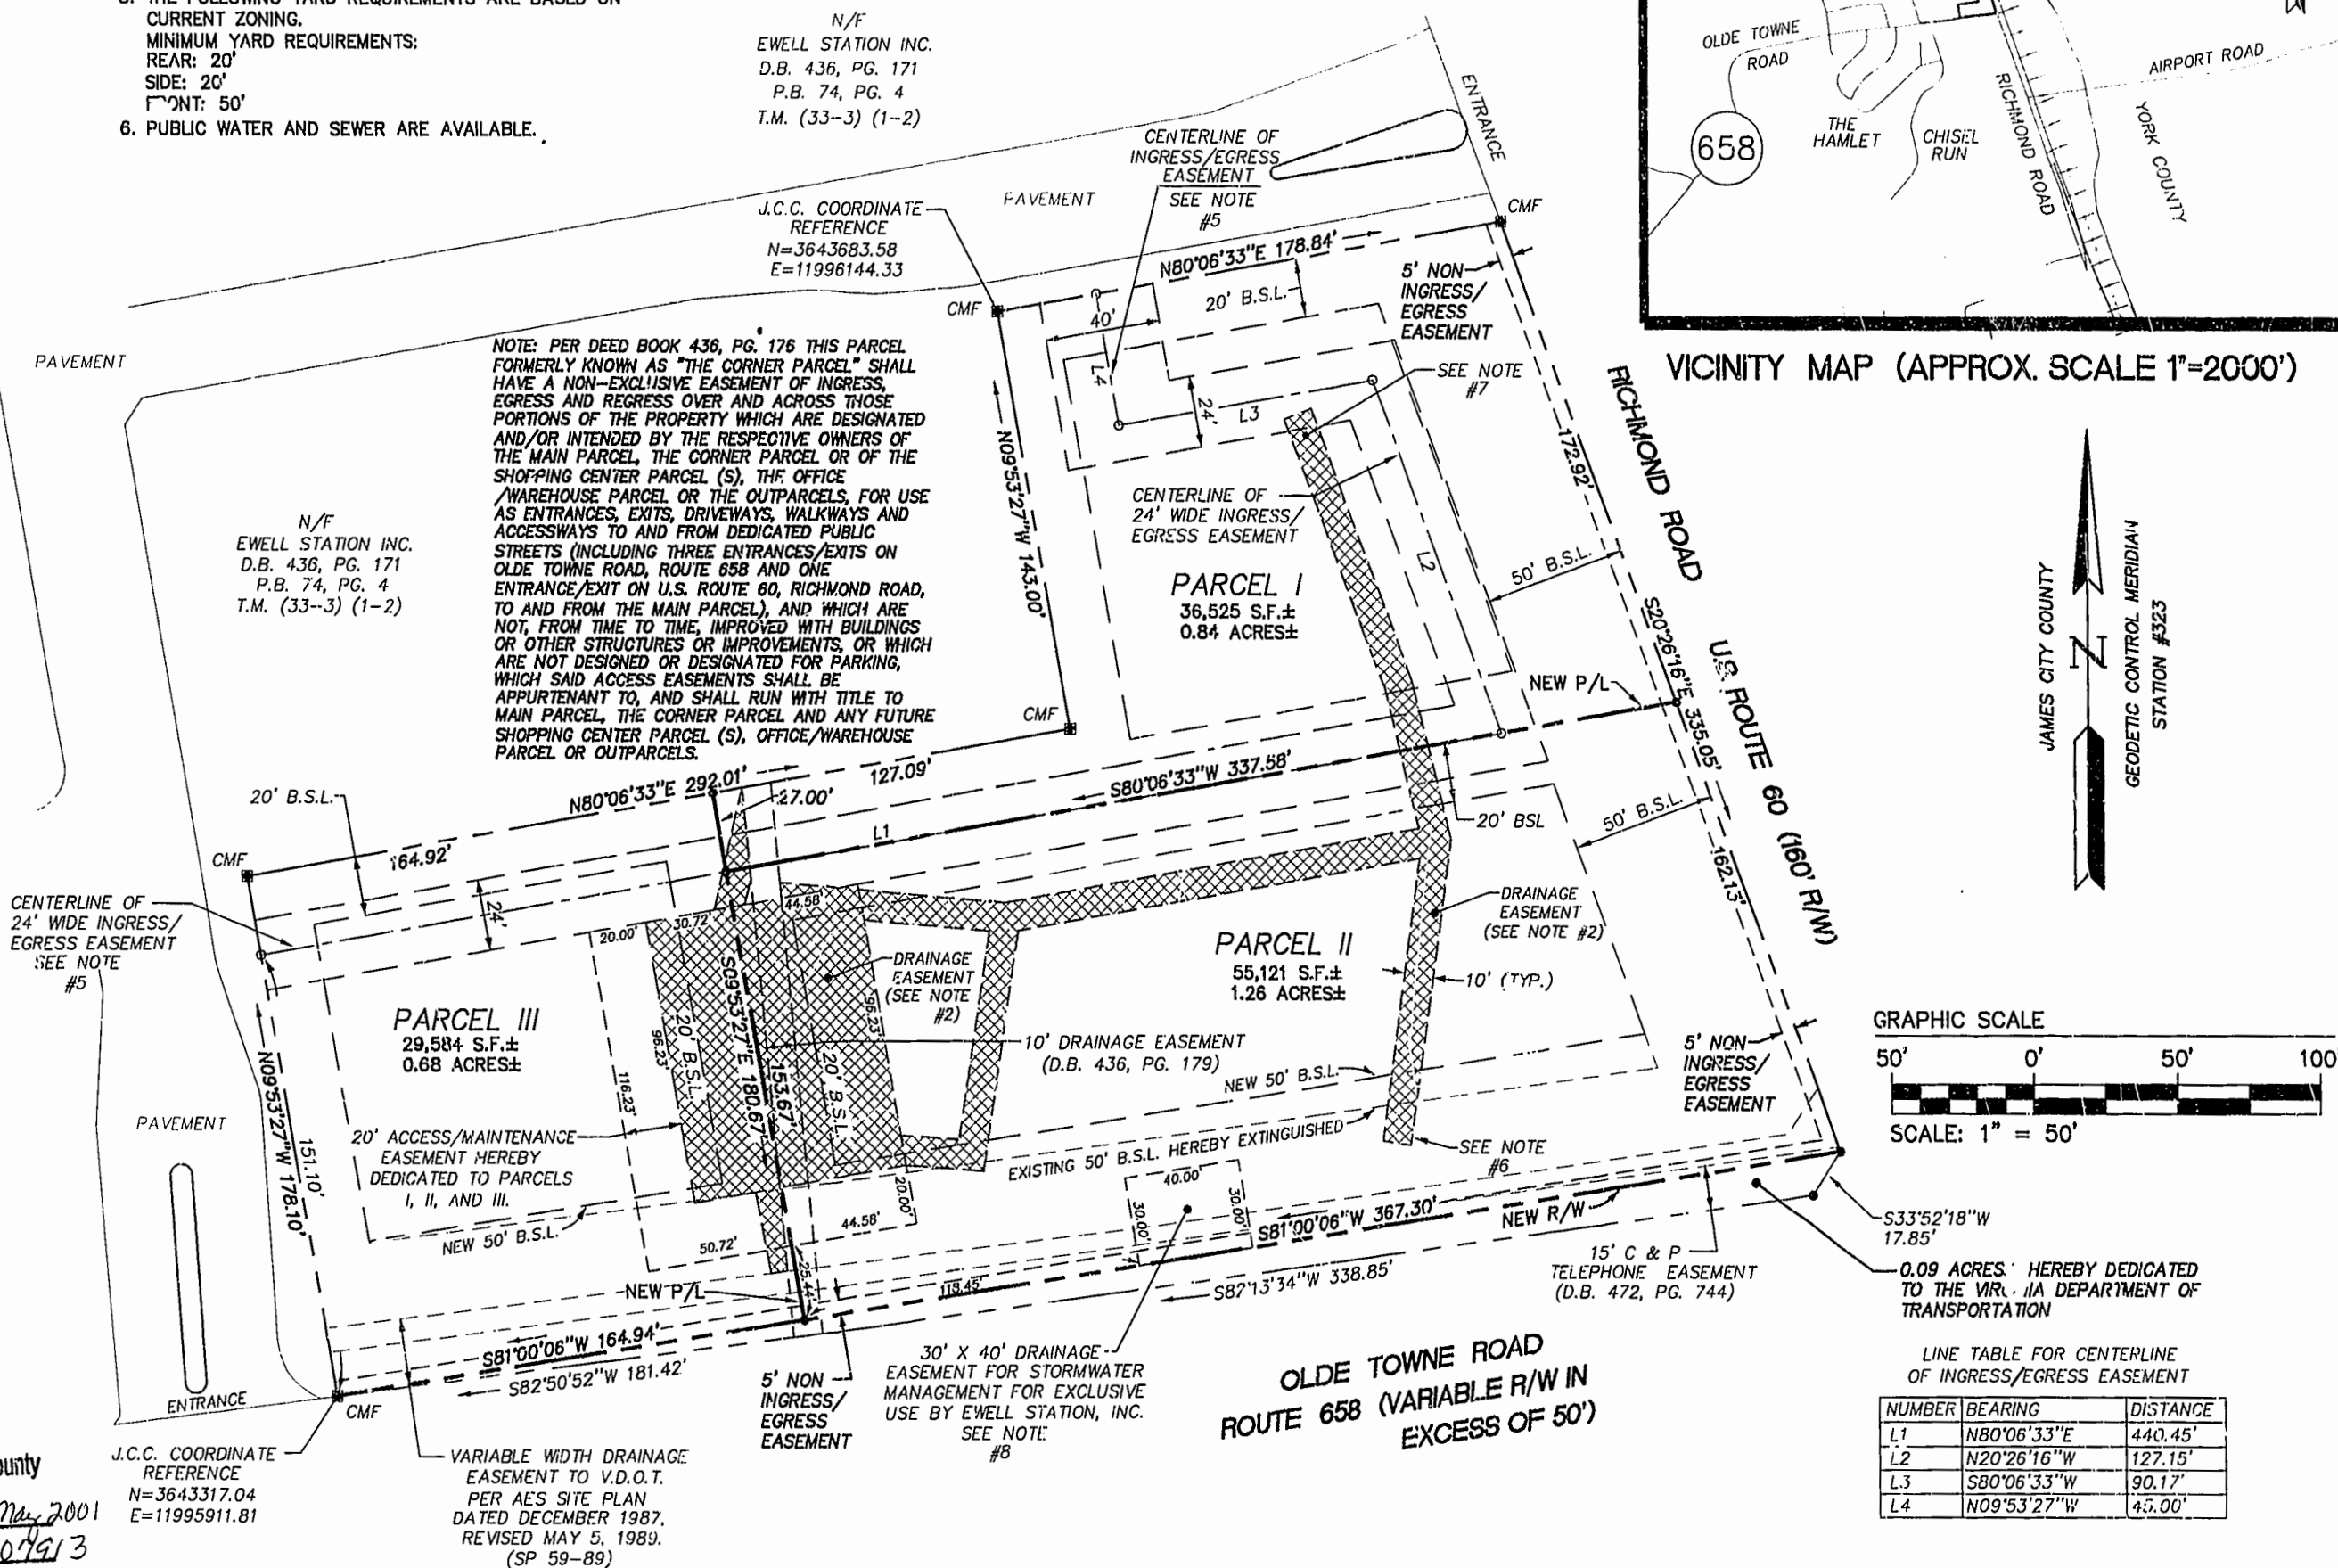 CURRENT ZONING.
MINIMUM YARD REQUIREMENTS:
REAR: 20'
SIDE: 20'
50'
6. PUBLIC WATER AND SEWER ARE AVAILABLE.
N/F
EWELL STATION INC.
D.B. 436, PG. 171
P.B. 74, PG. 4
T.M. (33--3) (1-2)
CENTERLINE OF
INGRESS/EGRESS
EASEMENT
SEE NOTE
#5
ENTRANCE
PAVEMENT
J.C.C. COORDINATE
REFERENCE
N=3643683.58
E=11996144.33
CMF
CMF
N80°06'33"E 178.84'
5' NON
INGRESS/
EGRESS
EASEMENT
20' B.S.L.
40'
L4
24'
L3
SEE NOTE
#7
OLDE TOWNE
ROAD
658
THE
HAMLET
CHISEL
RUN
RICHMOND ROAD
AIRPORT ROAD
YORK COUNTY
VICINITY MAP (APPROX. SCALE 1"=2000')
PAVEMENT
NOTE: PER DEED BOOK 436, PG. 176 THIS PARCEL
FORMERLY KNOWN AS "THE CORNER PARCEL" SHALL
HAVE A NON-EXCLUSIVE EASEMENT OF INGRESS,
EGRESS AND REGRESS OVER AND ACROSS THOSE
PORTIONS OF THE PROPERTY WHICH ARE DESIGNATED
AND/OR INTENDED BY THE RESPECTIVE OWNERS OF
THE MAIN PARCEL, THE CORNER PARCEL OR OF THE
SHOPPING CENTER PARCEL (S), THE OFFICE
/WAREHOUSE PARCEL OR THE OUTPARCELS, FOR USE
AS ENTRANCES, EXITS, DRIVEWAYS, WALKWAYS AND
ACCESSWAYS TO AND FROM DEDICATED PUBLIC
STREETS (INCLUDING THREE ENTRANCES/EXITS ON
OLDE TOWNE ROAD, ROUTE 658 AND ONE
ENTRANCE/EXIT ON U.S. ROUTE 60, RICHMOND ROAD,
TO AND FROM THE MAIN PARCEL), AND WHICH ARE
NOT, FROM TIME TO TIME, IMPROVED WITH BUILDINGS
OR OTHER STRUCTURES OR IMPROVEMENTS, OR WHICH
ARE NOT DESIGNED OR DESIGNATED FOR PARKING,
WHICH SAID ACCESS EASEMENTS SHALL BE
APPURTENANT TO, AND SHALL RUN WITH TITLE TO
MAIN PARCEL, THE CORNER PARCEL AND ANY FUTURE
SHOPPING CENTER PARCEL (S), OFFICE/WAREHOUSE
PARCEL OR OUTPARCELS.
N/F
EWELL STATION INC.
D.B. 436, PG. 171
P.B. 74, PG. 4
T.M. (33--3) (1-2)
N09°53'27"W 143.00'
CMF
CENTERLINE OF
24' WIDE INGRESS/
EGRESS EASEMENT
L2
PARCEL I
36,525 S.F.±
0.84 ACRES±
172.92'
50' B.S.L.
S20°26'16"E 335.05'
RICHMOND ROAD
U.S. ROUTE 60 (160' R/W)
NEW P/L
JAMES CITY COUNTY
N
GEODETIC CONTROL MERIDIAN
STATION #323
N80°06'33"E 292.01'
127.09'
27.00'
S80°06'33"W 337.58'
L1
20' BSL
50' B.S.L.
162.13'
20' B.S.L.
CMF
164.92'
24'
CENTERLINE OF
24' WIDE INGRESS/
EGRESS EASEMENT
SEE NOTE
#5
20.00'
30.72'
44.58'
DRAINAGE
EASEMENT
(SEE NOTE
#2)
PARCEL II
55,121 S.F.±
1.26 ACRES±
DRAINAGE
EASEMENT
(SEE NOTE #2)
10' (TYP.)
PARCEL III
29,584 S.F.±
0.68 ACRES±
96.23'
20' B.S.L.
116.23'
S09°53'27"E 180.67'
153.67'
20' B.S.L.
96.23'
10' DRAINAGE EASEMENT
(D.B. 436, PG. 179)
NEW 50' B.S.L.
EXISTING 50' B.S.L. HEREBY EXTINGUISHED
SEE NOTE
#6
5' NON
INGRESS/
EGRESS
EASEMENT
GRAPHIC SCALE
50' 0' 50' 100
SCALE: 1" = 50'
PAVEMENT
N09°53'27"W 178.10'
151.10'
20' ACCESS/MAINTENANCE
EASEMENT HEREBY
DEDICATED TO PARCELS
I, II, AND III.
NEW 50' B.S.L.
50.72'
44.58'
20.00'
25.44'
40.00'
30.00'
30.00'
S81°00'06"W 367.30'
NEW R/W
S87°13'34"W 338.85'
15' C & P
TELEPHONE EASEMENT
(D.B. 472, PG. 744)
S33°52'18"W
17.85'
0.09 ACRES HEREBY DEDICATED
TO THE DEPARTMENT OF
TRANSPORTATION
NEW P/L
S81°00'06"W 164.94'
S82°50'52"W 181.42'
ENTRANCE
CMF
5' NON
INGRESS/
EGRESS
EASEMENT
30' X 40' DRAINAGE
EASEMENT FOR STORMWATER
MANAGEMENT FOR EXCLUSIVE
USE BY EWELL STATION, INC.
SEE NOTE
#8
OLDE TOWNE ROAD
ROUTE 658 (VARIABLE R/W IN
EXCESS OF 50')
J.C.C. COORDINATE
REFERENCE
N=3643317.04
E=11995911.81
VARIABLE WIDTH DRAINAGE
EASEMENT TO V.D.O.T.
PER AES SITE PLAN
DATED DECEMBER 1987,
REVISED MAY 5, 1989.
(SP 59-89)
May 2001
LINE TABLE FOR CENTERLINE
OF INGRESS/EGRESS EASEMENT
NUMBER BEARING DISTANCE
L1 N80°06'33"E 440.45'
L2 N20°26'16"W 127.15'
L3 S80°06'33"W 90.17'
L4 N09°53'27"W 45.00'